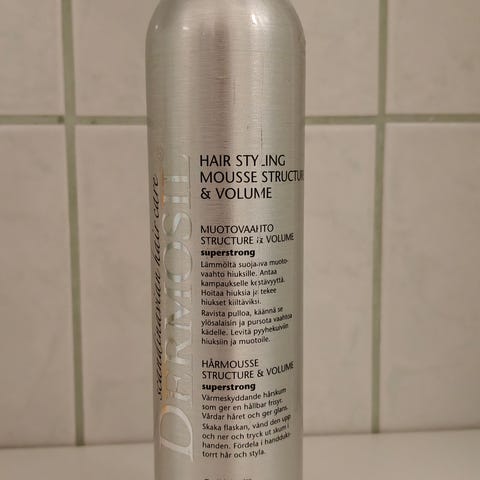 scandinavian hair care
DERMOSIL
HAIR STYLING
MOUSSE STRUCTURE
& VOLUME
MUOTOVAAHTO
STRUCTURE & VOLUME
superstrong
Lämmöltä suojaava muoto-
vaahto hiuksille. Antaa
kampaukselle kestävyyttä.
Hoitaa hiuksia ja tekee
hiukset kiiltäviksi.
Ravista pulloa, käännä se
ylösalaisin ja pursota vaahtoa
kädelle. Levitä pyyhekuiviin
hiuksiin ja muotoile.
HÅRMOUSSE
STRUCTURE & VOLUME
superstrong
Värmeskyddande hårskum
som ger en hållbar frisyr.
Vårdar håret och ger glans.
Skaka flaskan, vänd den upp
och ner och tryck ut skum i
handen. Fördela i handduks-
torrt hår och styla.